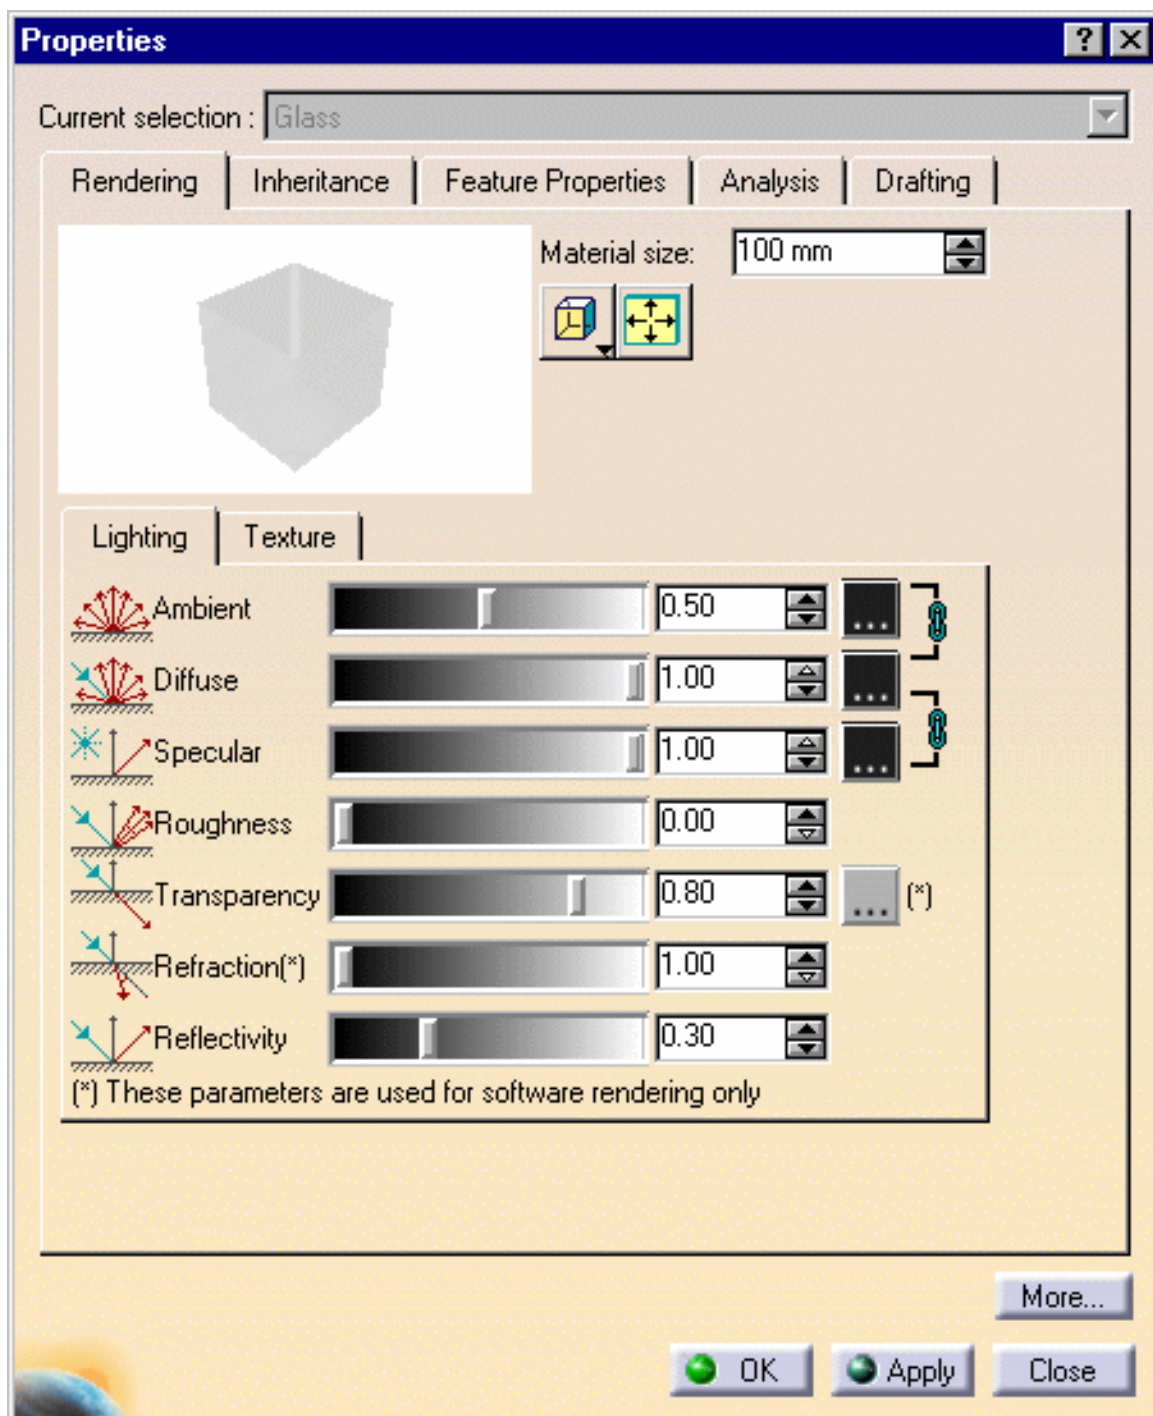 Properties
Current selection : Glass
Rendering Inheritance Feature Properties Analysis Drafting
Material size: 100 mm
Lighting Texture
Ambient 0.50 ...
Diffuse 1.00 ...
Specular 1.00 ...
Roughness 0.00
Transparency 0.80 ... (*)
Refraction(*) 1.00
Reflectivity 0.30
(*) These parameters are used for software rendering only
More...
OK Apply Close